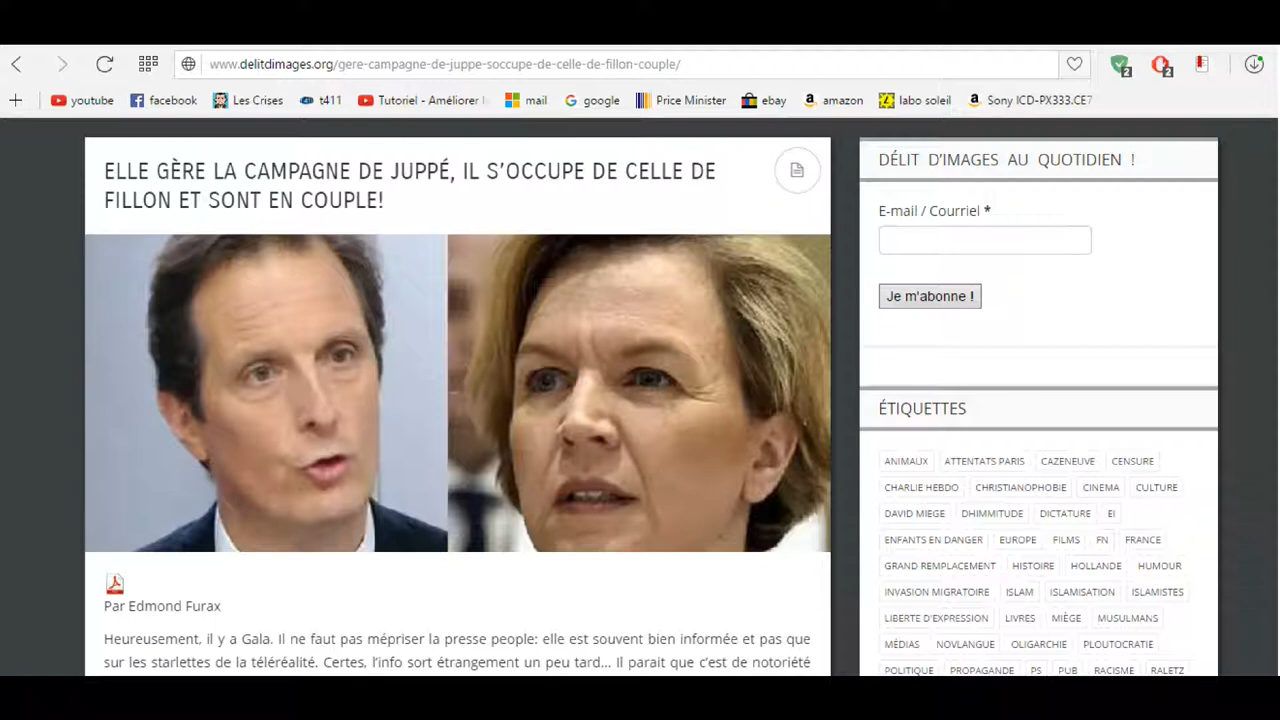 www.delitdimages.org/gere-campagne-de-juppe-soccupe-de-celle-de-fillon-couple/
2
2
youtube
facebook
Les Crises
t411
Tutoriel - Améliorer
mail
google
Price Minister
ebay
amazon
labo soleil
Sony ICD-PX333.CE7
ELLE GÈRE LA CAMPAGNE DE JUPPÉ, IL S'OCCUPE DE CELLE DE
FILLON ET SONT EN COUPLE!
Par Edmond Furax
Heureusement, il y a Gala. Il ne faut pas mépriser la presse people: elle est souvent bien informée et pas que
sur les starlettes de la téléréalité. Certes, l'info sort étrangement un peu tard... Il parait que c'est de notoriété
DÉLIT D'IMAGES AU QUOTIDIEN !
E-mail / Courriel *
Je m'abonne !
ÉTIQUETTES
ANIMAUX ATTENTATS PARIS CAZENEUVE CENSURE
CHARLIE HEBDO CHRISTIANOPHOBIE CINEMA CULTURE
DAVID MIEGE DHIMMITUDE DICTATURE EI
ENFANTS EN DANGER EUROPE FILMS FN FRANCE
GRAND REMPLACEMENT HISTOIRE HOLLANDE HUMOUR
INVASION MIGRATOIRE ISLAM ISLAMISATION ISLAMISTES
LIBERTE D'EXPRESSION LIVRES MIÈGE MUSULMANS
MÉDIAS NOVLANGUE OLIGARCHIE PLOUTOCRATIE
POLITIQUE PROPAGANDE PS PUB RACISME RALETZ